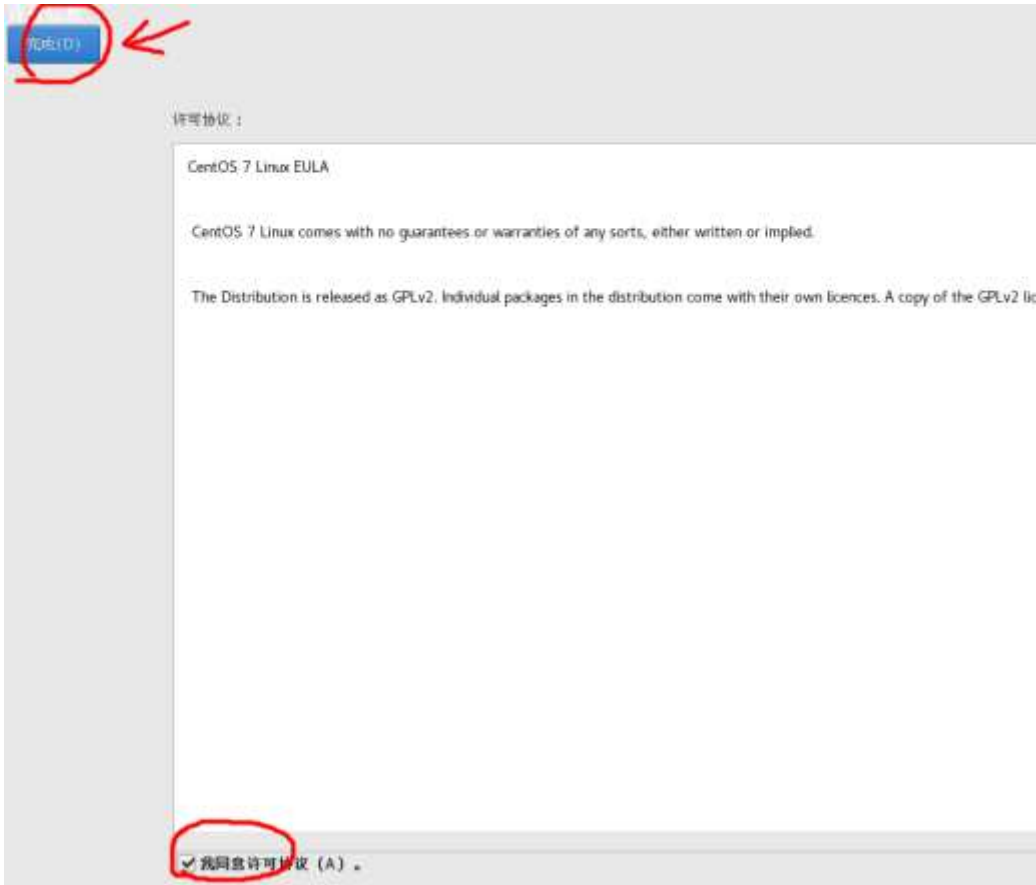 完成(D)
许可协议：
CentOS 7 Linux EULA
CentOS 7 Linux comes with no guarantees or warranties of any sorts, either written or implied.
The Distribution is released as GPLv2. Individual packages in the distribution come with their own licences. A copy of the GPLv2 lic
我同意许可协议 (A) 。